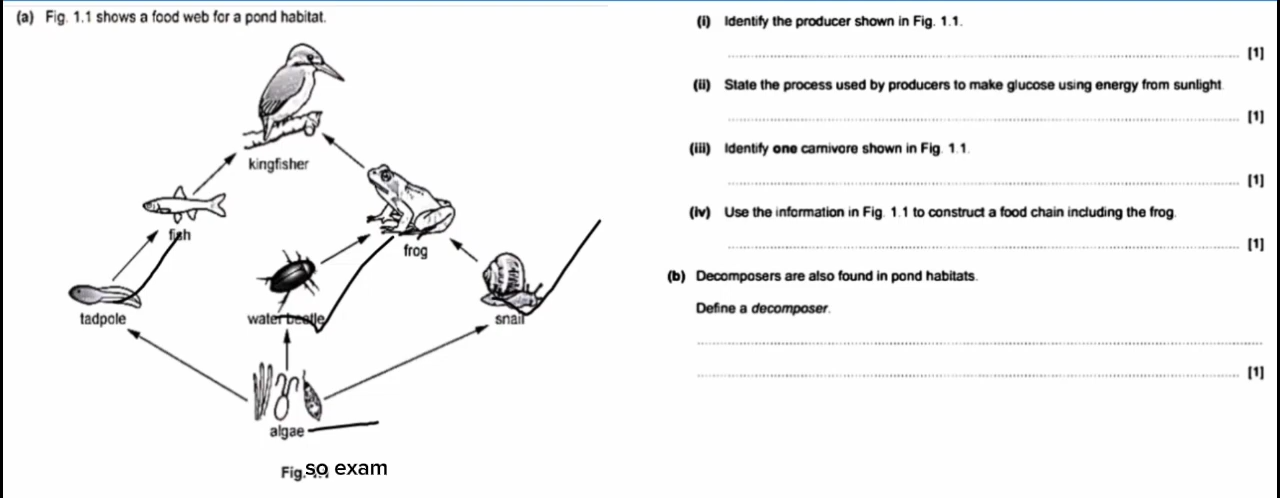 (a) Fig. 1.1 shows a food web for a pond habitat.
kingfisher
fish
frog
tadpole
water beetle
snail
algae
Fig.
so exam
(i) Identify the producer shown in Fig. 1.1.
[1]
(ii) State the process used by producers to make glucose using energy from sunlight.
[1]
(iii) Identify one carnivore shown in Fig. 1.1.
[1]
(iv) Use the information in Fig. 1.1 to construct a food chain including the frog.
[1]
(b) Decomposers are also found in pond habitats.
Define a decomposer.
[1]